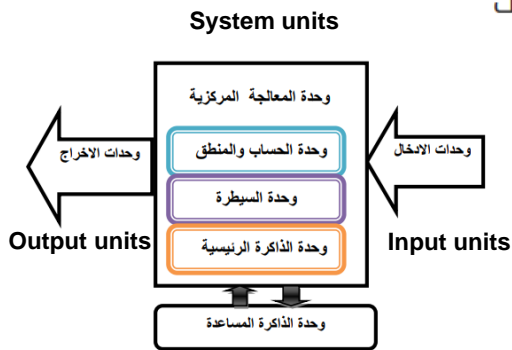 System units
وحدة المعالجة المركزية
وحدات الاخراج
وحدة الحساب والمنطق
وحدات الادخال
وحدة السيطرة
Output units
وحدة الذاكرة الرئيسية
Input units
وحدة الذاكرة المساعدة